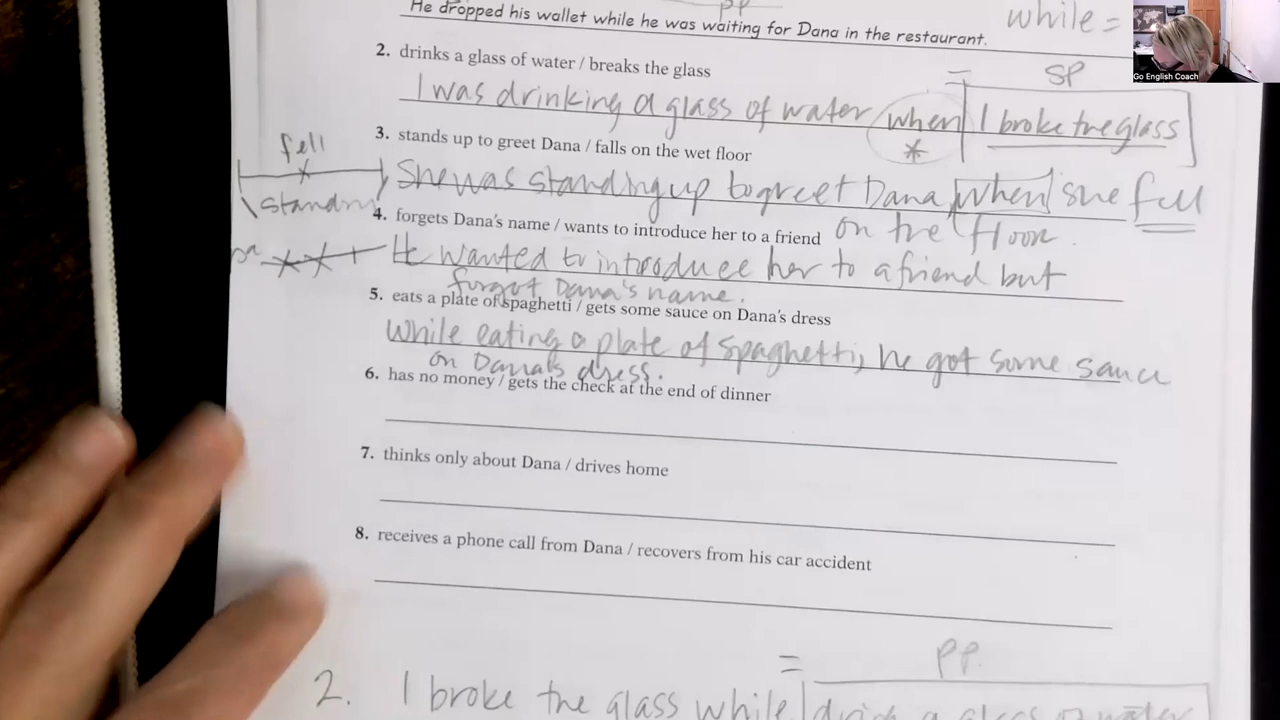 PP
He dropped his wallet while he was waiting for Dana in the restaurant.
while =
Go English Coach
2. drinks a glass of water / breaks the glass
= SP
I was drinking a glass of water when I broke the glass
*
3. stands up to greet Dana / falls on the wet floor
fell
She was standing up to greet Dana, when she fell
standing
on the floor.
4. forgets Dana's name / wants to introduce her to a friend
He wanted to introduce her to a friend but
forgot Dana's name.
5. eats a plate of spaghetti / gets some sauce on Dana's dress
While eating a plate of spaghetti, he got some sauce
on Dana's dress.
6. has no money / gets the check at the end of dinner
7. thinks only about Dana / drives home
8. receives a phone call from Dana / recovers from his car accident
= PP.
2. I broke the glass while drink a glass of water